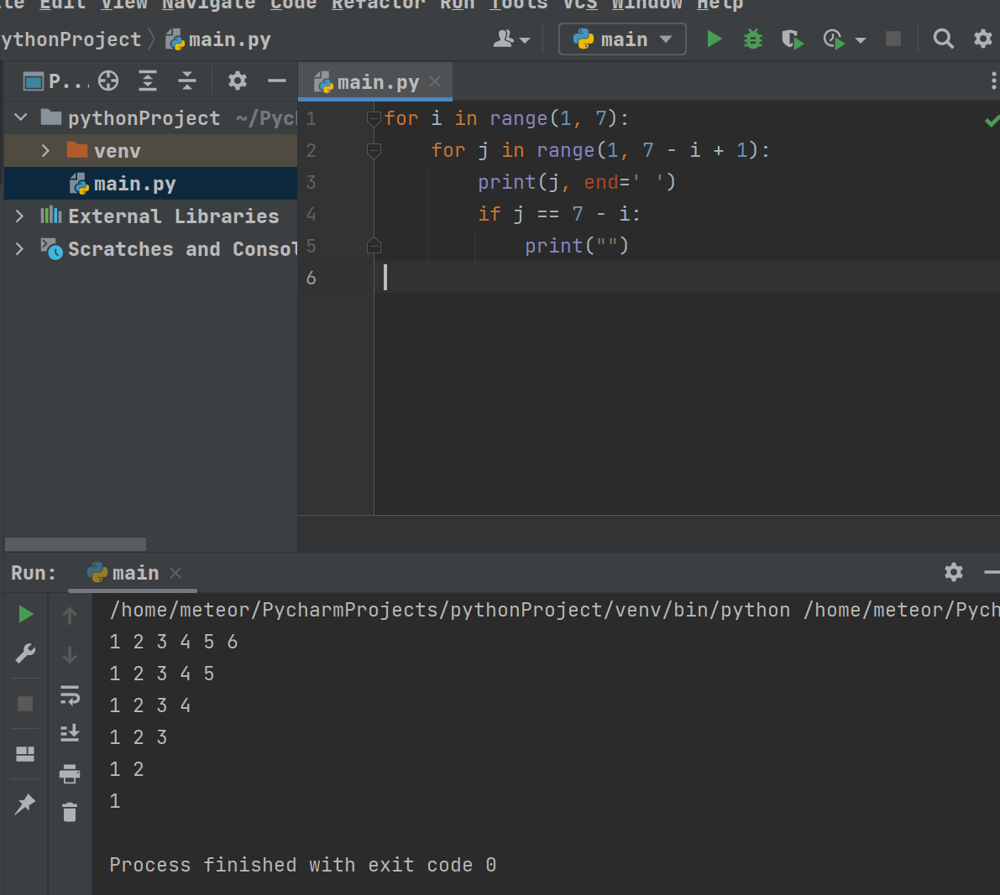 Edit View Navigate Code Refactor Run Tools VCS Window Help
ythonProject main.py main
P... main.py
pythonProject ~/Pycl
venv
main.py
External Libraries
Scratches and Consol
1 for i in range(1, 7):
2 for j in range(1, 7 - i + 1):
3 print(j, end=' ')
4 if j == 7 - i:
5 print("")
6
Run: main
/home/meteor/PycharmProjects/pythonProject/venv/bin/python /home/meteor/Pych
1 2 3 4 5 6
1 2 3 4 5
1 2 3 4
1 2 3
1 2
1
Process finished with exit code 0